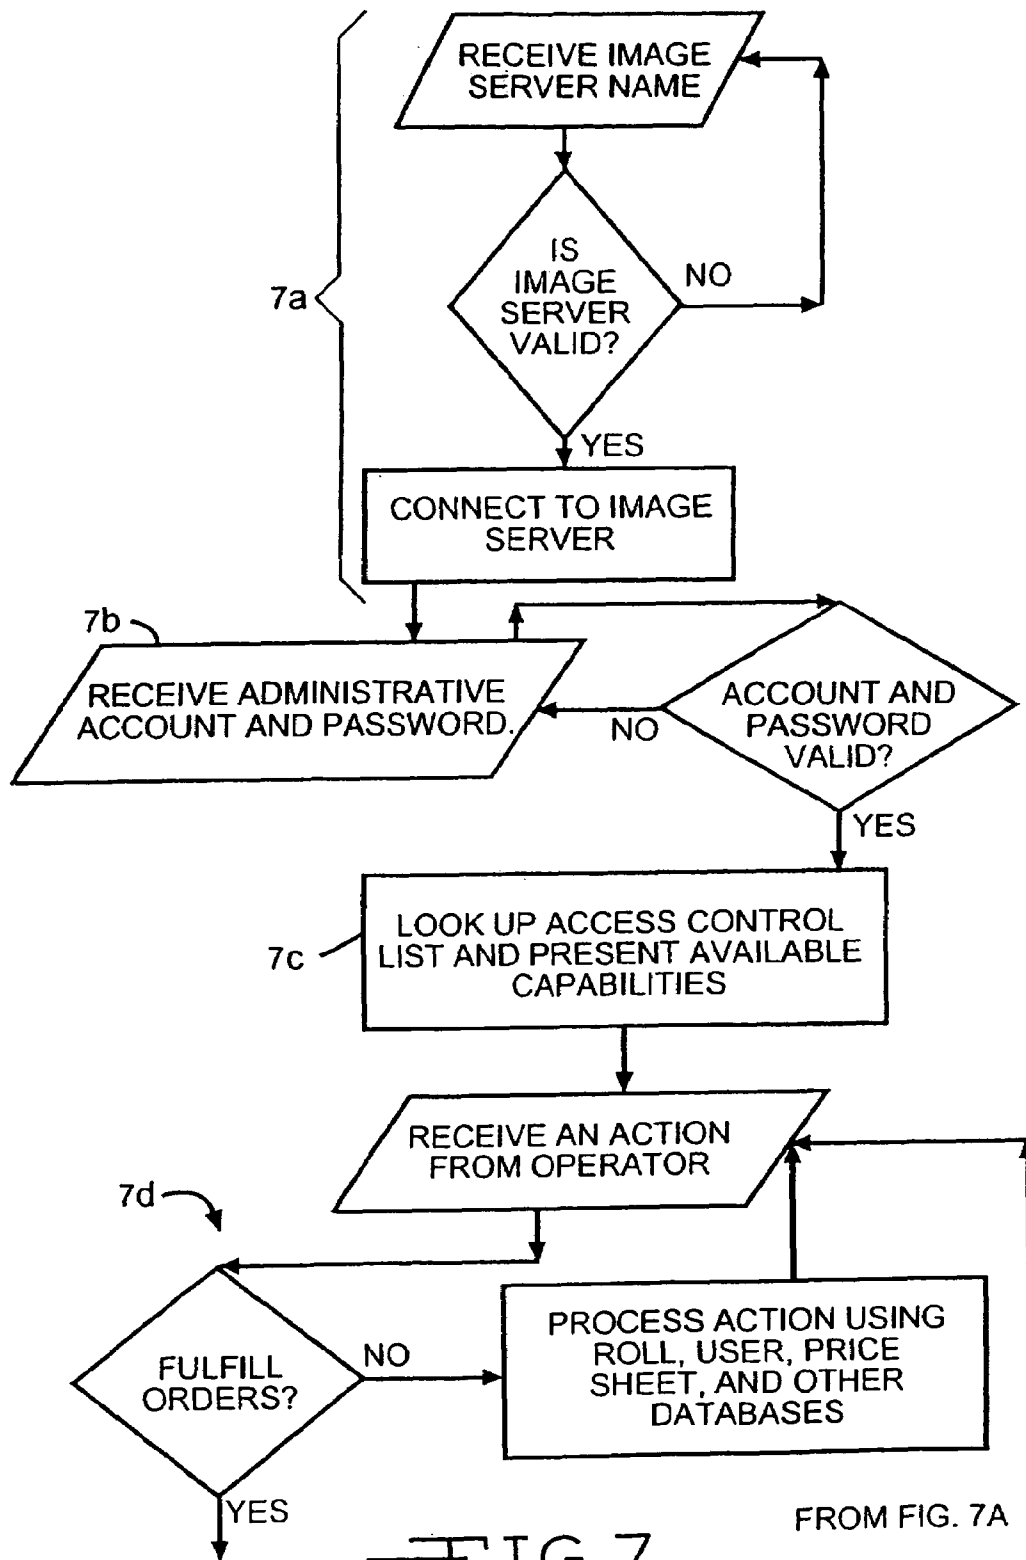 RECEIVE IMAGE
SERVER NAME
IS
IMAGE
SERVER
VALID?
NO
7a
YES
CONNECT TO IMAGE
SERVER
7b
RECEIVE ADMINISTRATIVE
ACCOUNT AND PASSWORD.
ACCOUNT AND
PASSWORD
VALID?
NO
YES
7c
LOOK UP ACCESS CONTROL
LIST AND PRESENT AVAILABLE
CAPABILITIES
RECEIVE AN ACTION
FROM OPERATOR
7d
FULFILL
ORDERS?
NO
PROCESS ACTION USING
ROLL, USER, PRICE
SHEET, AND OTHER
DATABASES
YES
FROM FIG. 7A
FIG 7